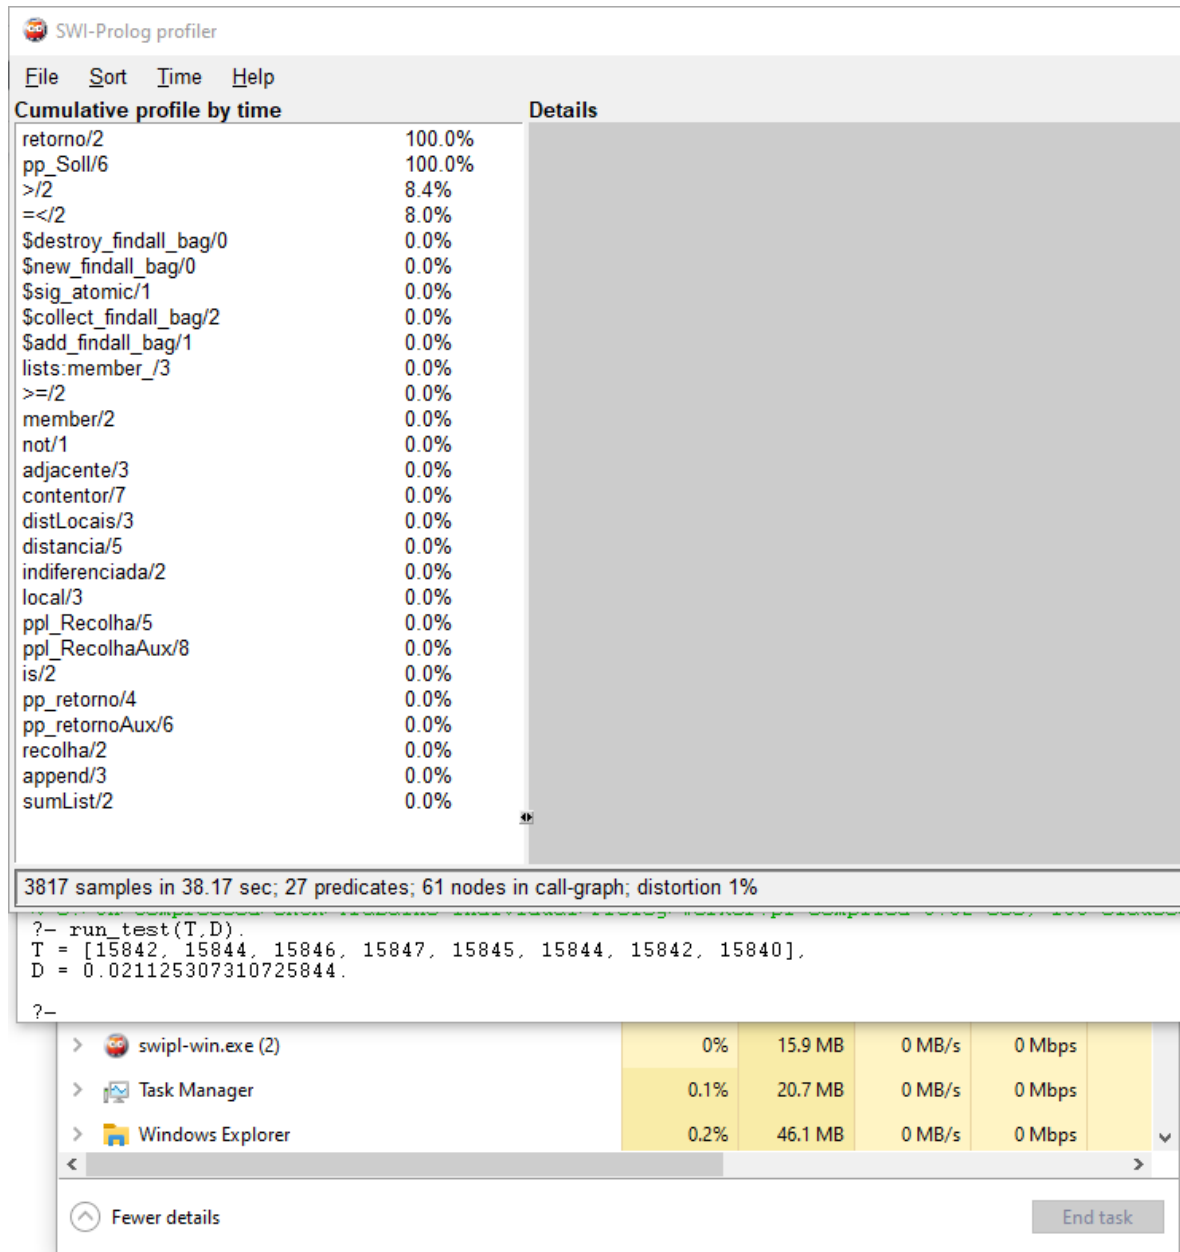 SWI-Prolog profiler
File Sort Time Help
Cumulative profile by time Details
retorno/2 100.0%
pp_Soll/6 100.0%
>/2 8.4%
=</2 8.0%
$destroy_findall_bag/0 0.0%
$new_findall_bag/0 0.0%
$sig_atomic/1 0.0%
$collect_findall_bag/2 0.0%
$add_findall_bag/1 0.0%
lists:member_/3 0.0%
>=/2 0.0%
member/2 0.0%
not/1 0.0%
adjacente/3 0.0%
contentor/7 0.0%
distLocais/3 0.0%
distancia/5 0.0%
indiferenciada/2 0.0%
local/3 0.0%
ppl_Recolha/5 0.0%
ppl_RecolhaAux/8 0.0%
is/2 0.0%
pp_retorno/4 0.0%
pp_retornoAux/6 0.0%
recolha/2 0.0%
append/3 0.0%
sumList/2 0.0%
3817 samples in 38.17 sec; 27 predicates; 61 nodes in call-graph; distortion 1%
?- run_test(T,D).
T = [15842, 15844, 15846, 15847, 15845, 15844, 15842, 15840],
D = 0.021125307310725844.
?-
swipl-win.exe (2) 0% 15.9 MB 0 MB/s 0 Mbps
Task Manager 0.1% 20.7 MB 0 MB/s 0 Mbps
Windows Explorer 0.2% 46.1 MB 0 MB/s 0 Mbps
Fewer details End task